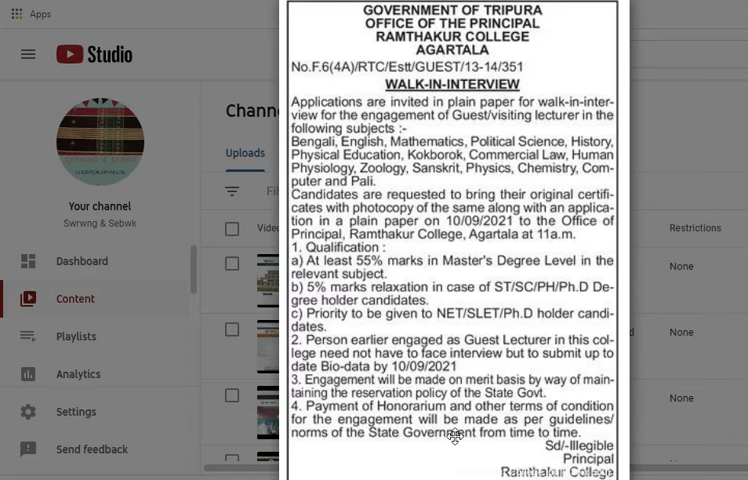 Apps
Studio
Your channel
Swrwng & Sebwk
Dashboard
Content
Playlists
Analytics
Settings
Send feedback
Chann
Uploads
Fil
Video
Restrictions
None
None
None
d
GOVERNMENT OF TRIPURA
OFFICE OF THE PRINCIPAL
RAMTHAKUR COLLEGE
AGARTALA
No.F.6(4A)/RTC/Estt/GUEST/13-14/351
WALK-IN-INTERVIEW
Applications are invited in plain paper for walk-in-inter-
view for the engagement of Guest/visiting lecturer in the
following subjects :-
Bengali, English, Mathematics, Political Science, History,
Physical Education, Kokborok, Commercial Law, Human
Physiology, Zoology, Sanskrit, Physics, Chemistry, Com-
puter and Pali.
Candidates are requested to bring their original certifi-
cates with photocopy of the same along with an applica-
tion in a plain paper on 10/09/2021 to the Office of
Principal, Ramthakur College, Agartala at 11a.m.
1. Qualification :
a) At least 55% marks in Master's Degree Level in the
relevant subject.
b) 5% marks relaxation in case of ST/SC/PH/Ph.D De-
gree holder candidates.
c) Priority to be given to NET/SLET/Ph.D holder candi-
dates.
2. Person earlier engaged as Guest Lecturer in this col-
lege need not have to face interview but to submit up to
date Bio-data by 10/09/2021
3. Engagement will be made on merit basis by way of main-
taining the reservation policy of the State Govt.
4. Payment of Honorarium and other terms of condition
for the engagement will be made as per guidelines/
norms of the State Government from time to time.
Sd/-Illegible
Principal
Ramthakur College